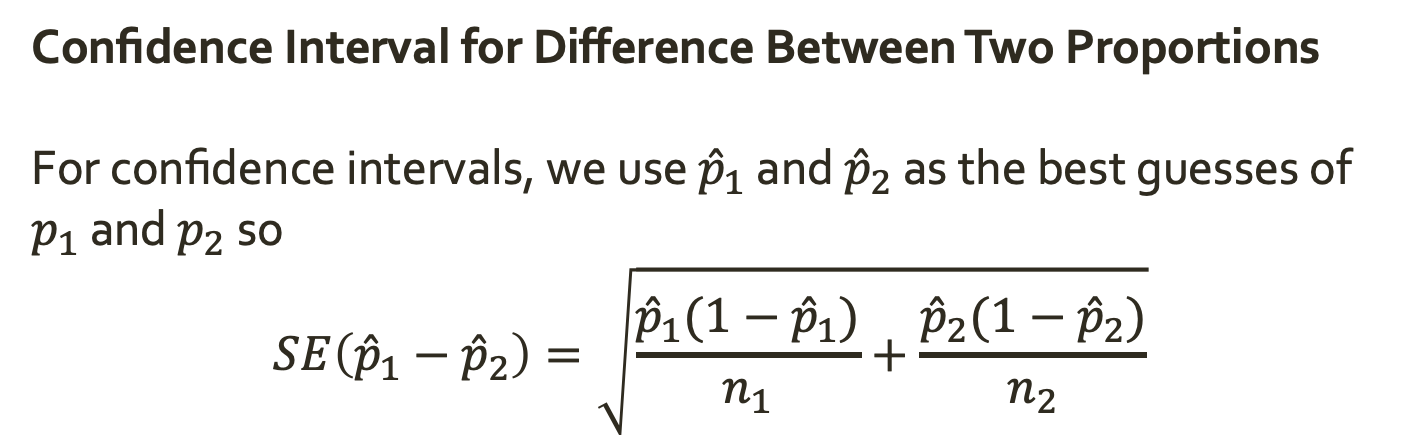 Confidence Interval for Difference Between Two Proportions
For confidence intervals, we use p̂₁ and p̂₂ as the best guesses of
p₁ and p₂ so
SE(p̂₁ − p̂₂) = √(p̂₁(1 − p̂₁)/n₁ + p̂₂(1 − p̂₂)/n₂)